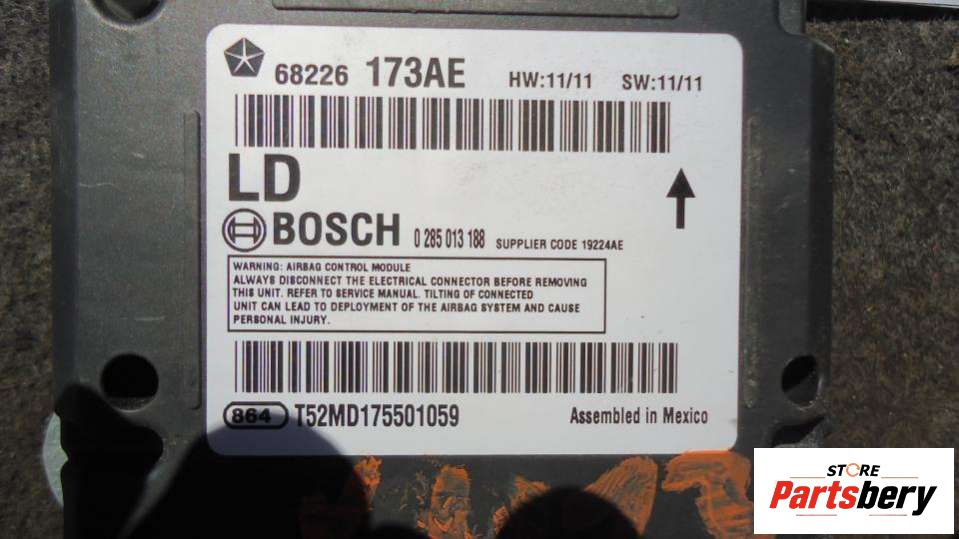 68226 173AE HW:11/11 SW:11/11
LD
BOSCH 0 285 013 188 SUPPLIER CODE 19224AE
WARNING: AIRBAG CONTROL MODULE
ALWAYS DISCONNECT THE ELECTRICAL CONNECTOR BEFORE REMOVING
THIS UNIT. REFER TO SERVICE MANUAL. TILTING OF CONNECTED
UNIT CAN LEAD TO DEPLOYMENT OF THE AIRBAG SYSTEM AND CAUSE
PERSONAL INJURY.
864 T52MD175501059 Assembled in Mexico
STORE
Partsbery